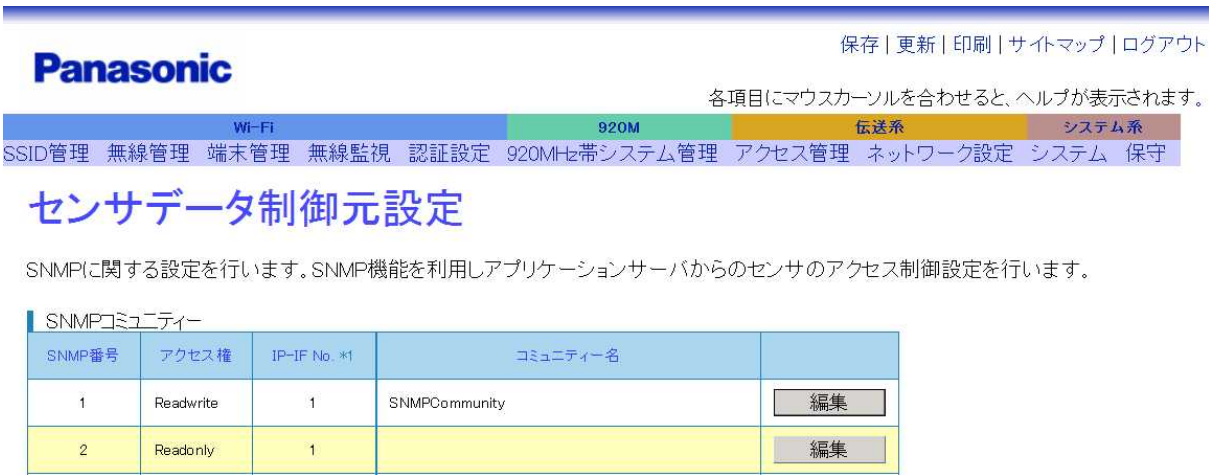 保存 | 更新 | 印刷 | サイトマップ | ログアウト
Panasonic
各項目にマウスカーソルを合わせると、ヘルプが表示されます。
Wi-Fi 920M 伝送系 システム系
SSID管理 無線管理 端末管理 無線監視 認証設定 920MHz帯システム管理 アクセス管理 ネットワーク設定 システム 保守
センサデータ制御元設定
SNMPに関する設定を行います。SNMP機能を利用しアプリケーションサーバからのセンサのアクセス制御設定を行います。
SNMPコミュニティー
SNMP番号 アクセス権 IP-IF No. *1 コミュニティー名
1 Readwrite 1 SNMPCommunity 編集
2 Readonly 1 編集